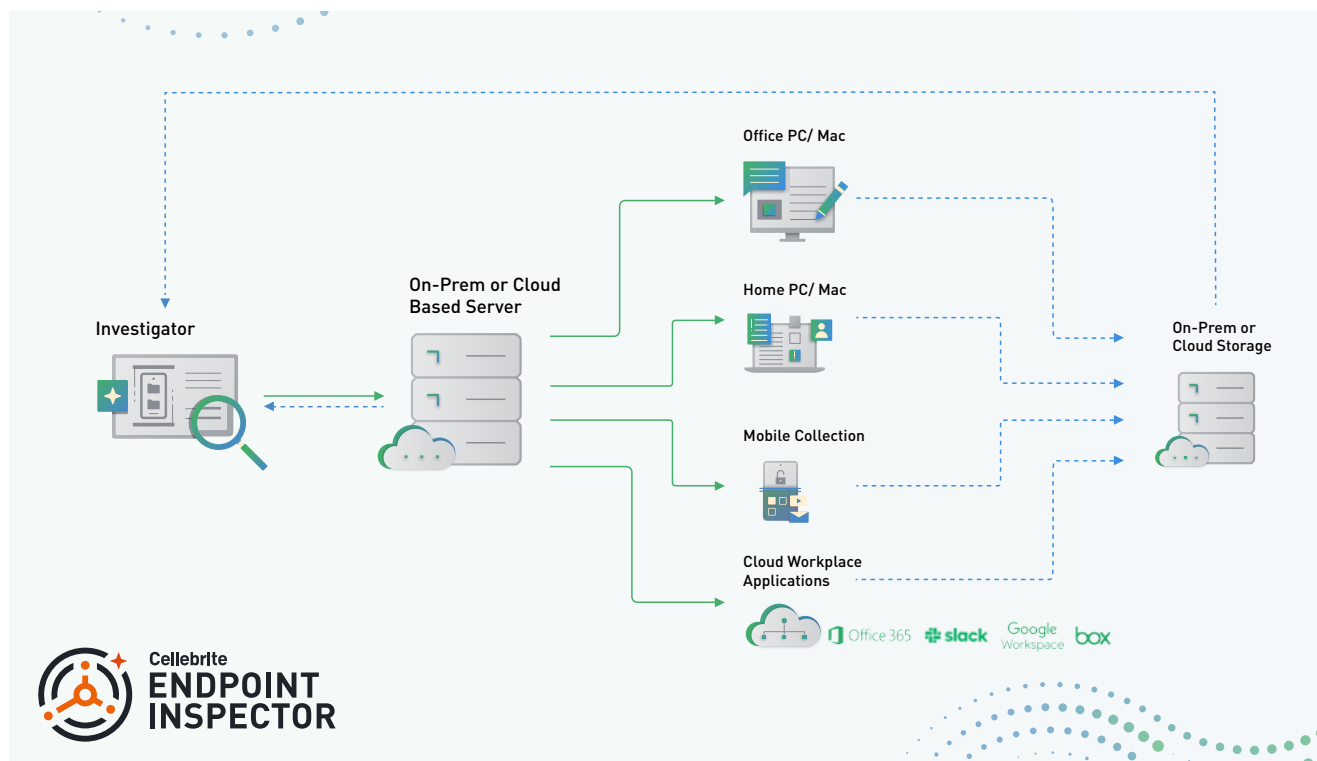 Office PC/ Mac
On-Prem or Cloud
Based Server
Home PC/ Mac
Investigator
On-Prem or
Cloud Storage
Mobile Collection
Cloud Workplace
Applications
Office 365
slack
Google
Workspace
box
Cellebrite
ENDPOINT
INSPECTOR